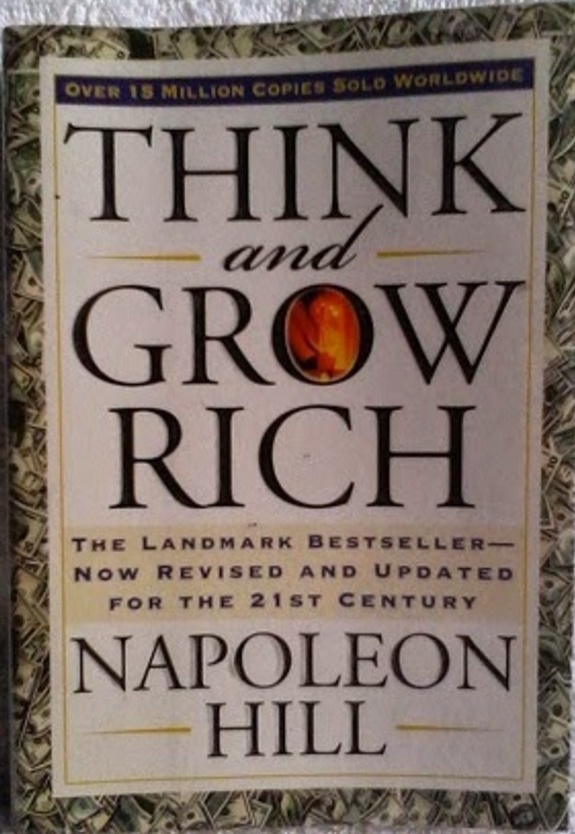 OVER 15 MILLION COPIES SOLD WORLDWIDE
THINK
and
GROW
RICH
THE LANDMARK BESTSELLER—
NOW REVISED AND UPDATED
FOR THE 21ST CENTURY
NAPOLEON
HILL